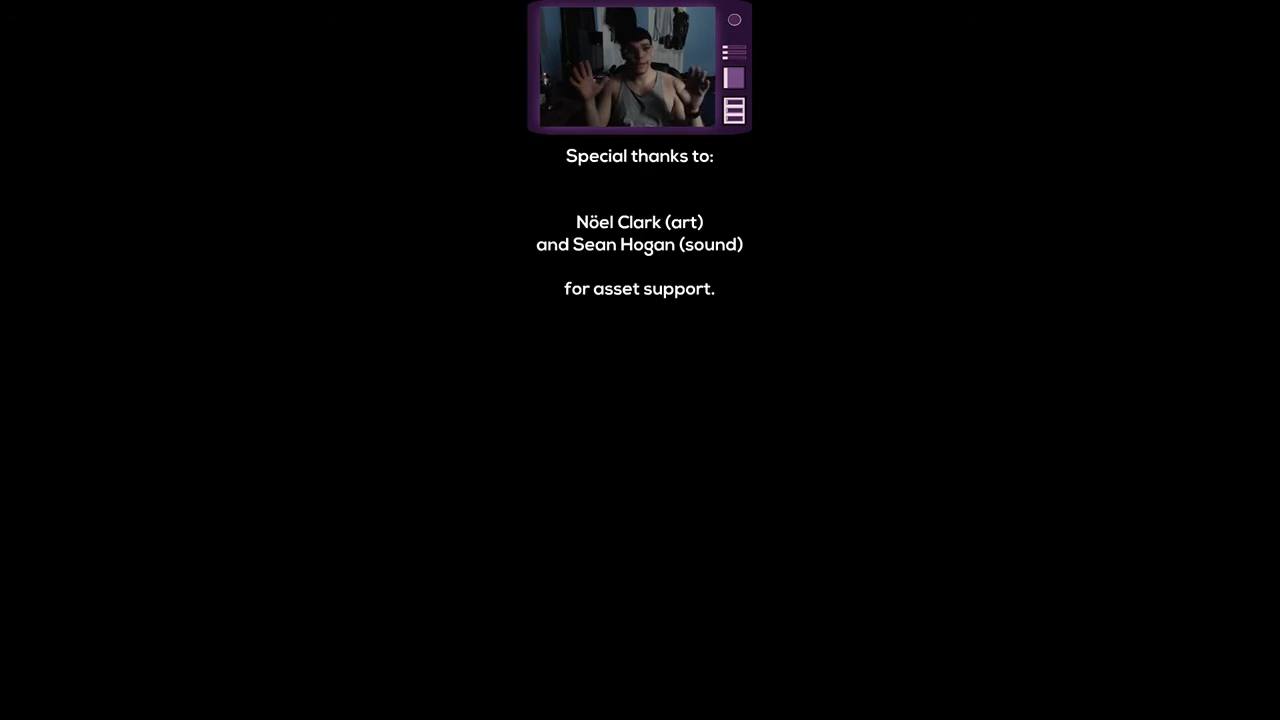 Special thanks to:
Nöel Clark (art)
and Sean Hogan (sound)
for asset support.